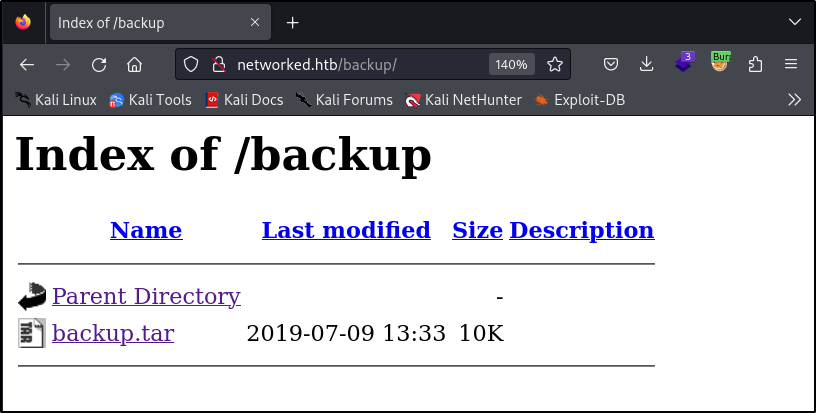 Index of /backup
networked.htb/backup/ 140% 3 Bur
Kali Linux Kali Tools Kali Docs Kali Forums Kali NetHunter Exploit-DB
Index of /backup
Name Last modified Size Description
Parent Directory -
TAR backup.tar 2019-07-09 13:33 10K